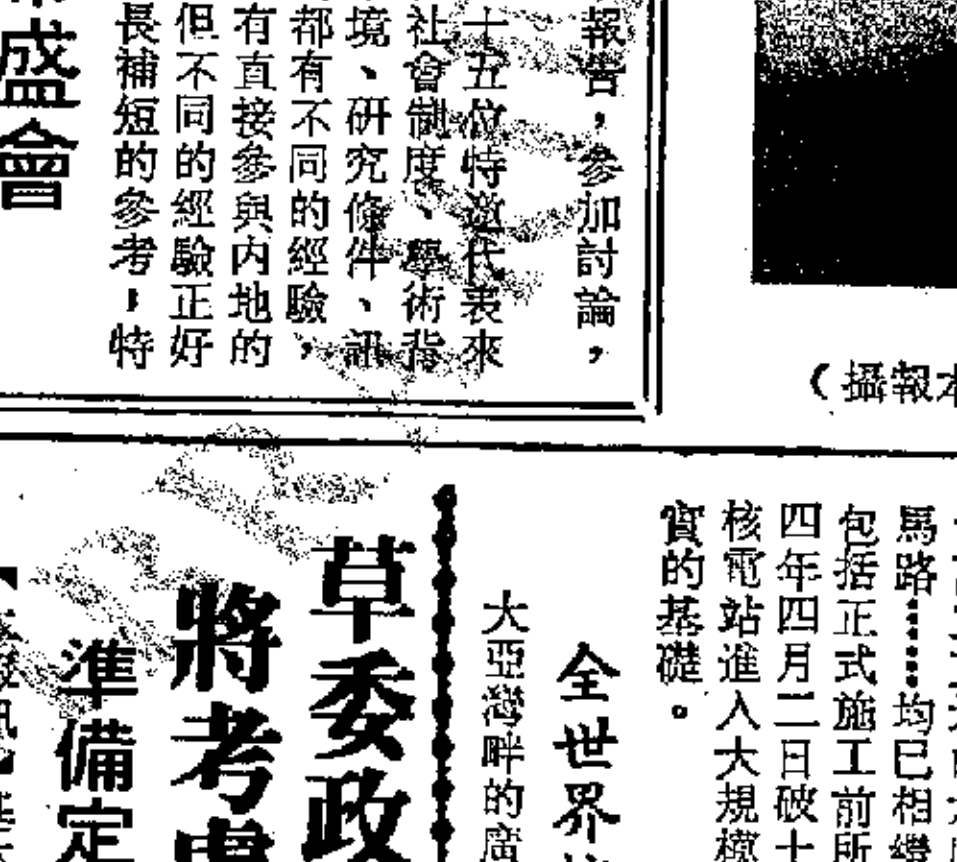 報告，參加討論，
十五位特邀代表來
社會制度、學術背
境、研究條件、訊
都有不同的經驗，
有直接參與內地的
但不同的經驗正好
長補短的參考，特
盛會
（攝報本
馬路……均已相繼
包括正式施工前所
四年四月二日破土
核電站進入大規模
實的基礎。
全世界
大亞灣畔的廣
草委政
將考慮
準備定